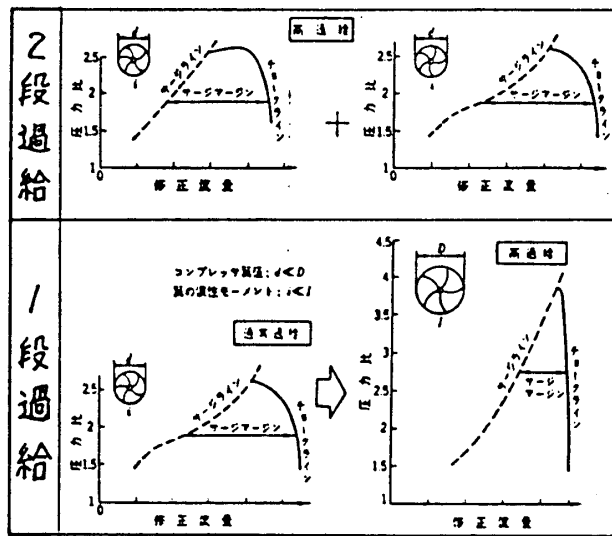 2段過給
高過給
d
i
2.5
2
1.5
1
0
圧力比
サージライン
サージマージン
チョークライン
修正流量
+
d
i
2.5
2
1.5
1
0
圧力比
サージライン
サージマージン
チョークライン
修正流量
1段過給
コンプレッサ翼径:d≪D
翼の慣性モーメント:i≪I
通常過給
d
i
2.5
2
1.5
1
0
圧力比
サージライン
サージマージン
チョークライン
修正流量
高過給
D
I
4.5
4
3.5
3
2.5
2
1.5
1
0
圧力比
サージライン
サージ
マージン
チョークライン
修正流量